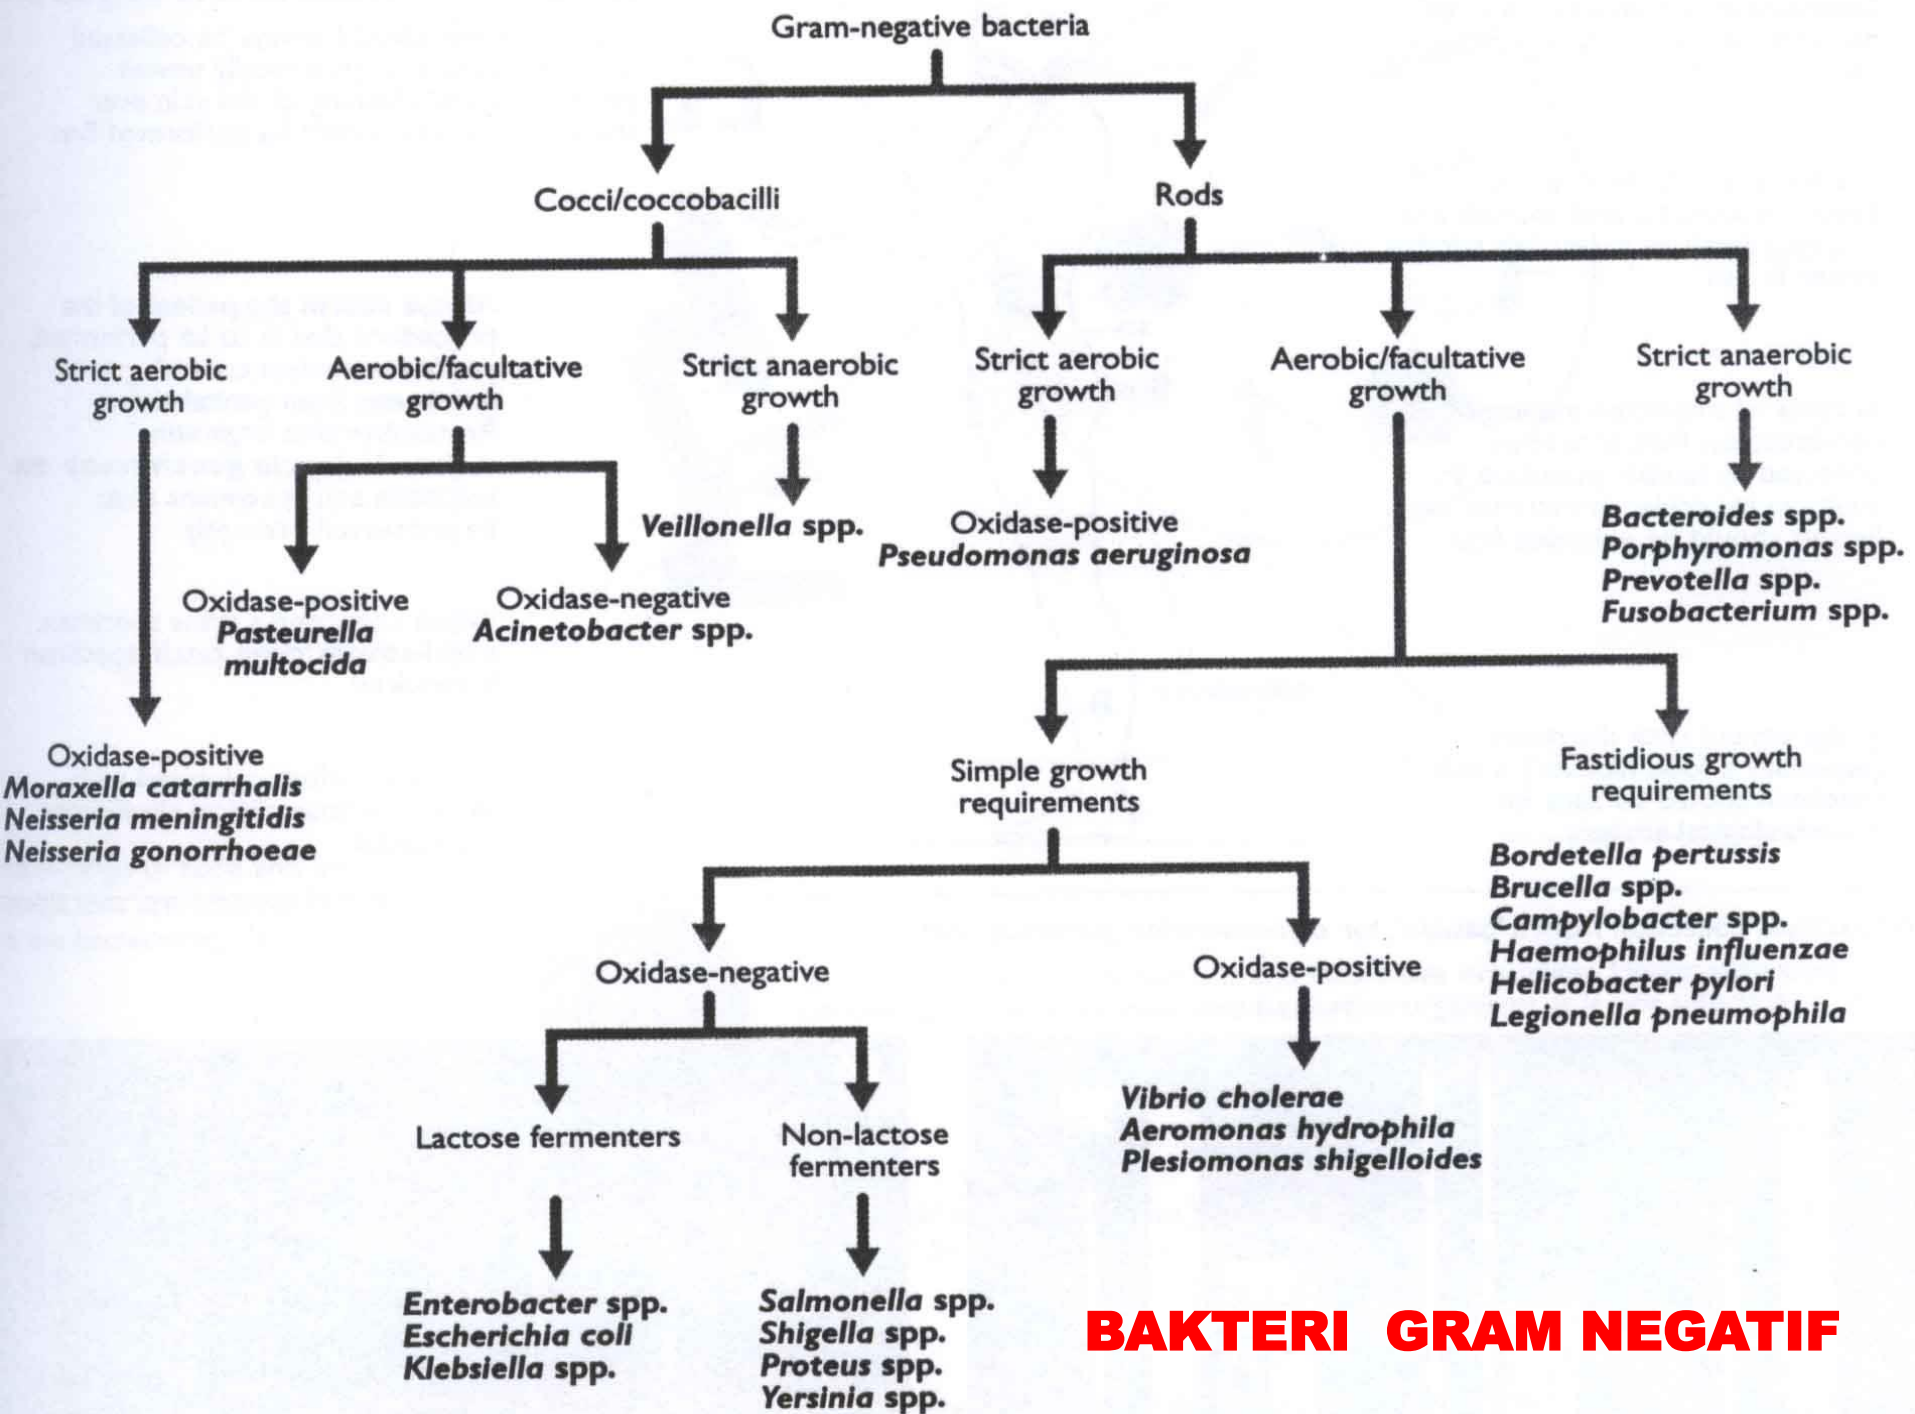 Gram-negative bacteria
Cocci/coccobacilli
Rods
Strict aerobic
growth
Aerobic/facultative
growth
Strict anaerobic
growth
Strict aerobic
growth
Aerobic/facultative
growth
Strict anaerobic
growth
Veillonella spp.
Oxidase-positive
Pseudomonas aeruginosa
Bacteroides spp.
Porphyromonas spp.
Prevotella spp.
Fusobacterium spp.
Oxidase-positive
Pasteurella
multocida
Oxidase-negative
Acinetobacter spp.
Oxidase-positive
Moraxella catarrhalis
Neisseria meningitidis
Neisseria gonorrhoeae
Simple growth
requirements
Fastidious growth
requirements
Bordetella pertussis
Brucella spp.
Campylobacter spp.
Haemophilus influenzae
Helicobacter pylori
Legionella pneumophila
Oxidase-negative
Oxidase-positive
Lactose fermenters
Non-lactose
fermenters
Vibrio cholerae
Aeromonas hydrophila
Plesiomonas shigelloides
Enterobacter spp.
Escherichia coli
Klebsiella spp.
Salmonella spp.
Shigella spp.
Proteus spp.
Yersinia spp.
BAKTERI GRAM NEGATIF